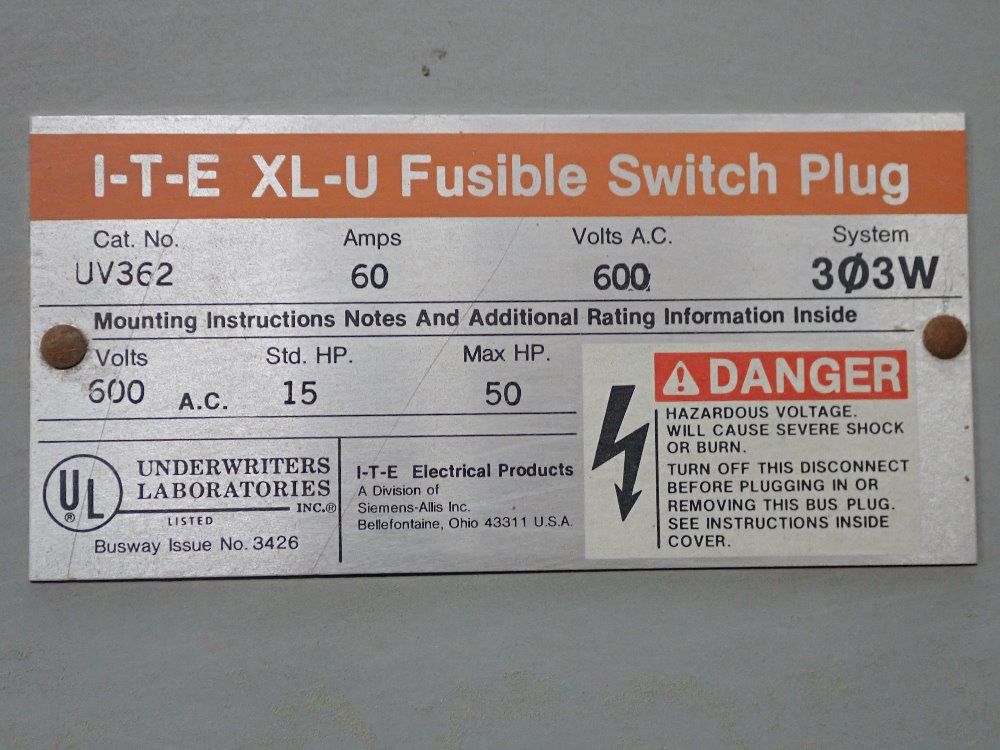 I-T-E XL-U Fusible Switch Plug
Cat. No. Amps Volts A.C. System
UV362 60 600 3Ø3W
Mounting Instructions Notes And Additional Rating Information Inside
Volts Std. HP. Max HP.
600 A.C. 15 50
UL®
UNDERWRITERS
LABORATORIES
INC.®
LISTED
Busway Issue No. 3426
I-T-E Electrical Products
A Division of
Siemens-Allis Inc.
Bellefontaine, Ohio 43311 U.S.A.
DANGER
HAZARDOUS VOLTAGE.
WILL CAUSE SEVERE SHOCK
OR BURN.
TURN OFF THIS DISCONNECT
BEFORE PLUGGING IN OR
REMOVING THIS BUS PLUG.
SEE INSTRUCTIONS INSIDE
COVER.